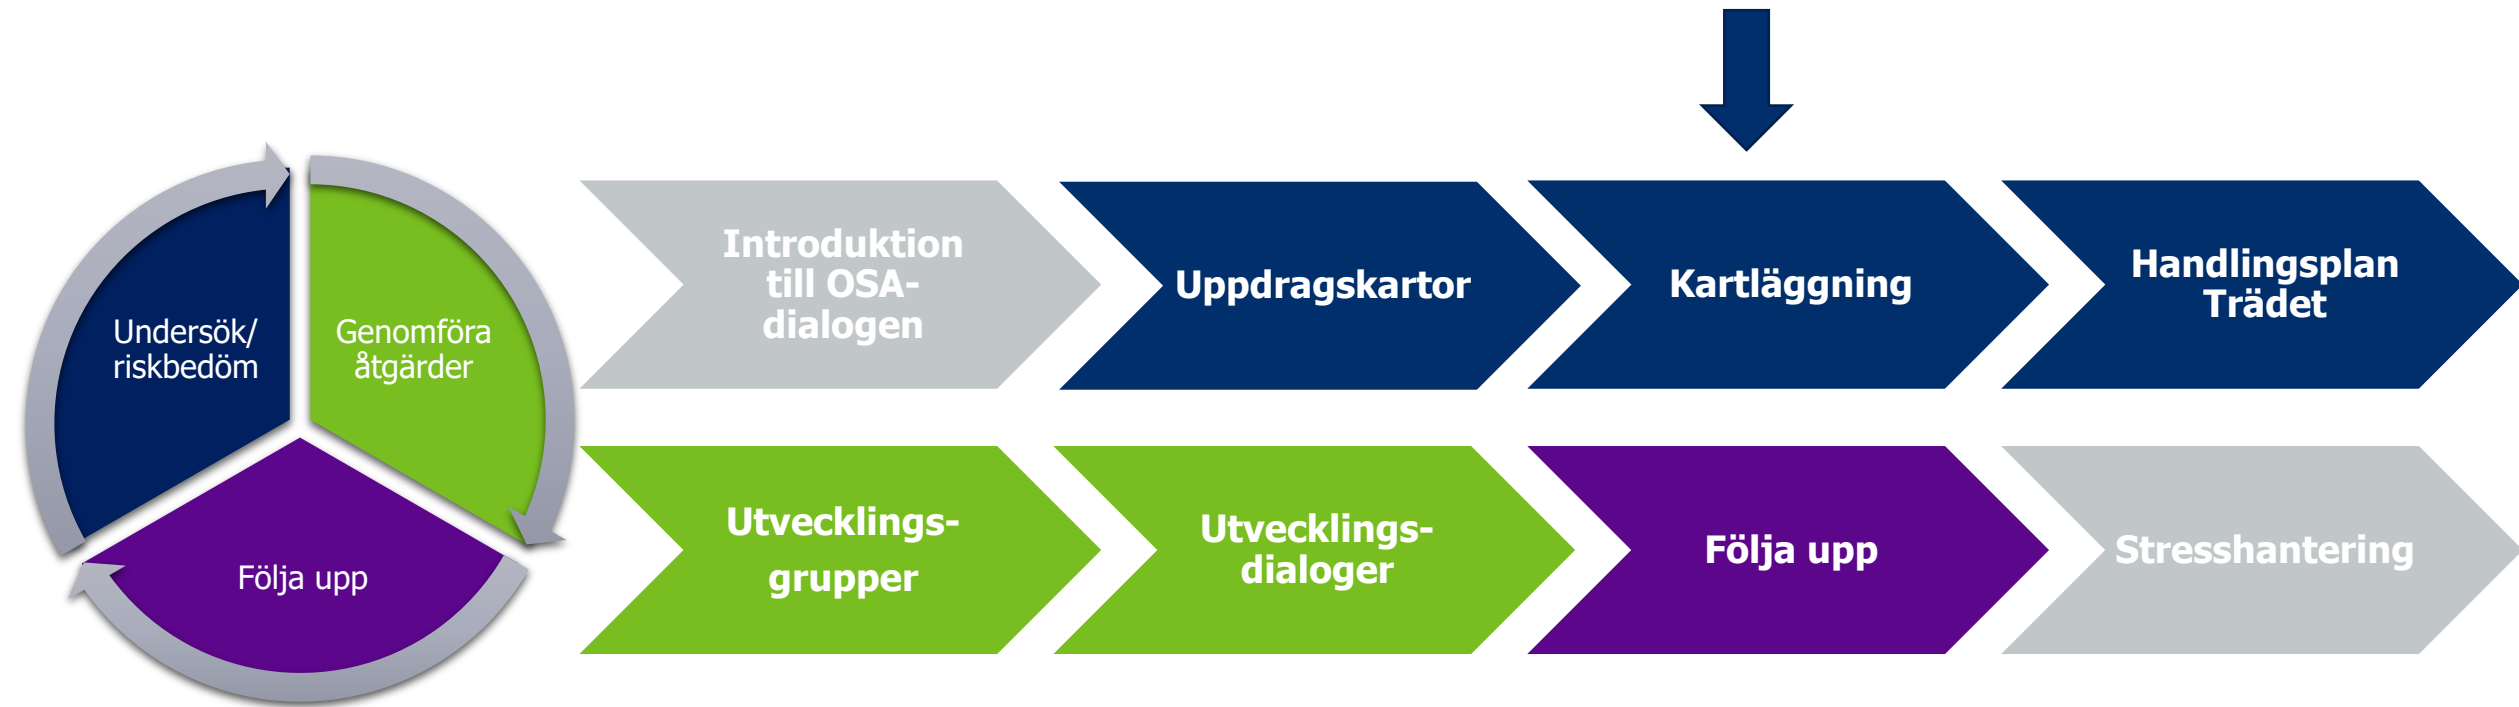 Undersök/
riskbedöm
Genomföra
åtgärder
Följa upp
Introduktion
till OSA-
dialogen
Uppdragskartor
Kartläggning
Handlingsplan
Trädet
Utvecklings-
grupper
Utvecklings-
dialoger
Följa upp
Stresshantering